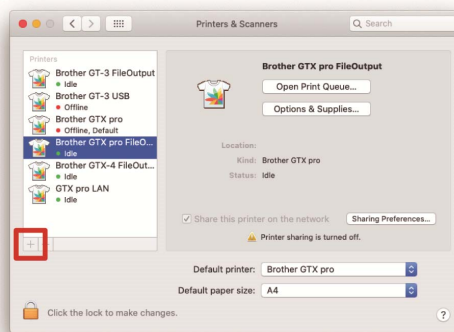 Printers & Scanners
Search
Printers
Brother GT-3 FileOutput
Idle
Brother GT-3 USB
Offline
Brother GTX pro
Offline, Default
Brother GTX pro FileO...
Idle
Brother GTX-4 FileOut...
Idle
GTX pro LAN
Idle
+
Brother GTX pro FileOutput
Open Print Queue...
Options & Supplies...
Location:
Kind: Brother GTX pro
Status: Idle
Share this printer on the network
Sharing Preferences...
Printer sharing is turned off.
Default printer: Brother GTX pro
Default paper size: A4
Click the lock to make changes.
?